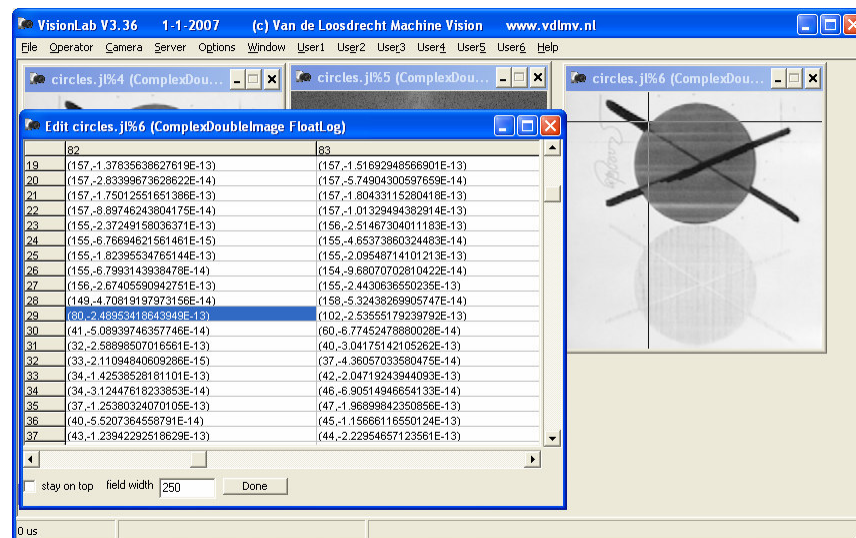 VisionLab V3.36 1-1-2007 (c) Van de Loosdrecht Machine Vision www.vdlmv.nl
File Operator Camera Server Options Window User1 User2 User3 User4 User5 User6 Help
circles.jl%4 (ComplexDou... circles.jl%5 (ComplexDou... circles.jl%6 (ComplexDou...
Edit circles.jl%6 (ComplexDoubleImage FloatLog)
82 83
19 (157,-1.37835638627619E-13) (157,-1.51692948566901E-13)
20 (157,-2.83399673628622E-14) (157,-5.74904300597659E-14)
21 (157,-1.75012551651386E-13) (157,-1.80433115280418E-13)
22 (157,-8.89746243804175E-14) (157,-1.01329494382914E-13)
23 (155,-2.37249158036371E-13) (156,-2.51467304011183E-13)
24 (155,-6.76694621561461E-15) (155,-4.65373860324483E-14)
25 (155,-1.82395534765144E-13) (155,-2.09548714101213E-13)
26 (155,-6.7993143938478E-14) (154,-9.68070702810422E-14)
27 (156,-2.67405590942751E-13) (155,-2.4430636550235E-13)
28 (149,-4.70819197973156E-14) (158,-5.32438269905747E-14)
29 (80,-2.48953418643949E-13) (102,-2.53555179239792E-13)
30 (41,-5.08939746357746E-14) (60,-6.77452478880028E-14)
31 (32,-2.58898507016561E-13) (40,-3.04175142105262E-13)
32 (33,-2.11094840609286E-15) (37,-4.36057033580475E-14)
33 (34,-1.42538528181101E-13) (42,-2.04719243944093E-13)
34 (34,-3.12447618233853E-14) (46,-6.90514946654133E-14)
35 (37,-1.25380324070105E-13) (47,-1.96899842350856E-13)
36 (40,-5.5207364558791E-14) (45,-1.15666116550124E-13)
37 (43,-1.23942292518629E-13) (44,-2.22954657123561E-13)
stay on top field width 250 Done
0 us